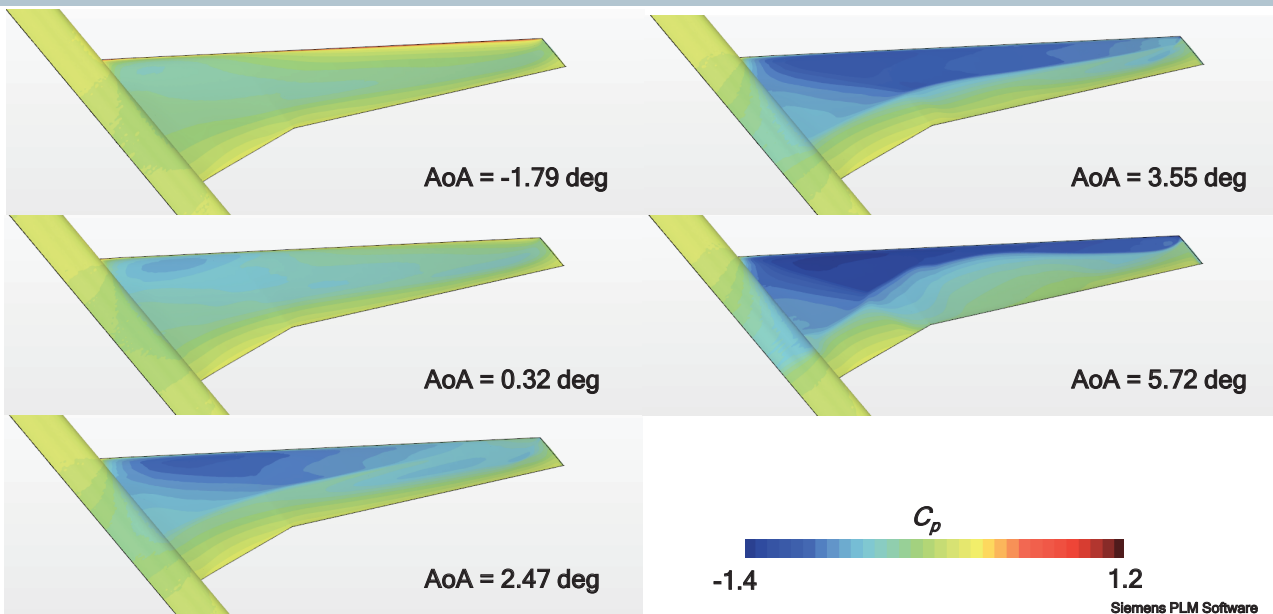 AoA = -1.79 deg
AoA = 3.55 deg
AoA = 0.32 deg
AoA = 5.72 deg
AoA = 2.47 deg
Cp
-1.4
1.2
Siemens PLM Software